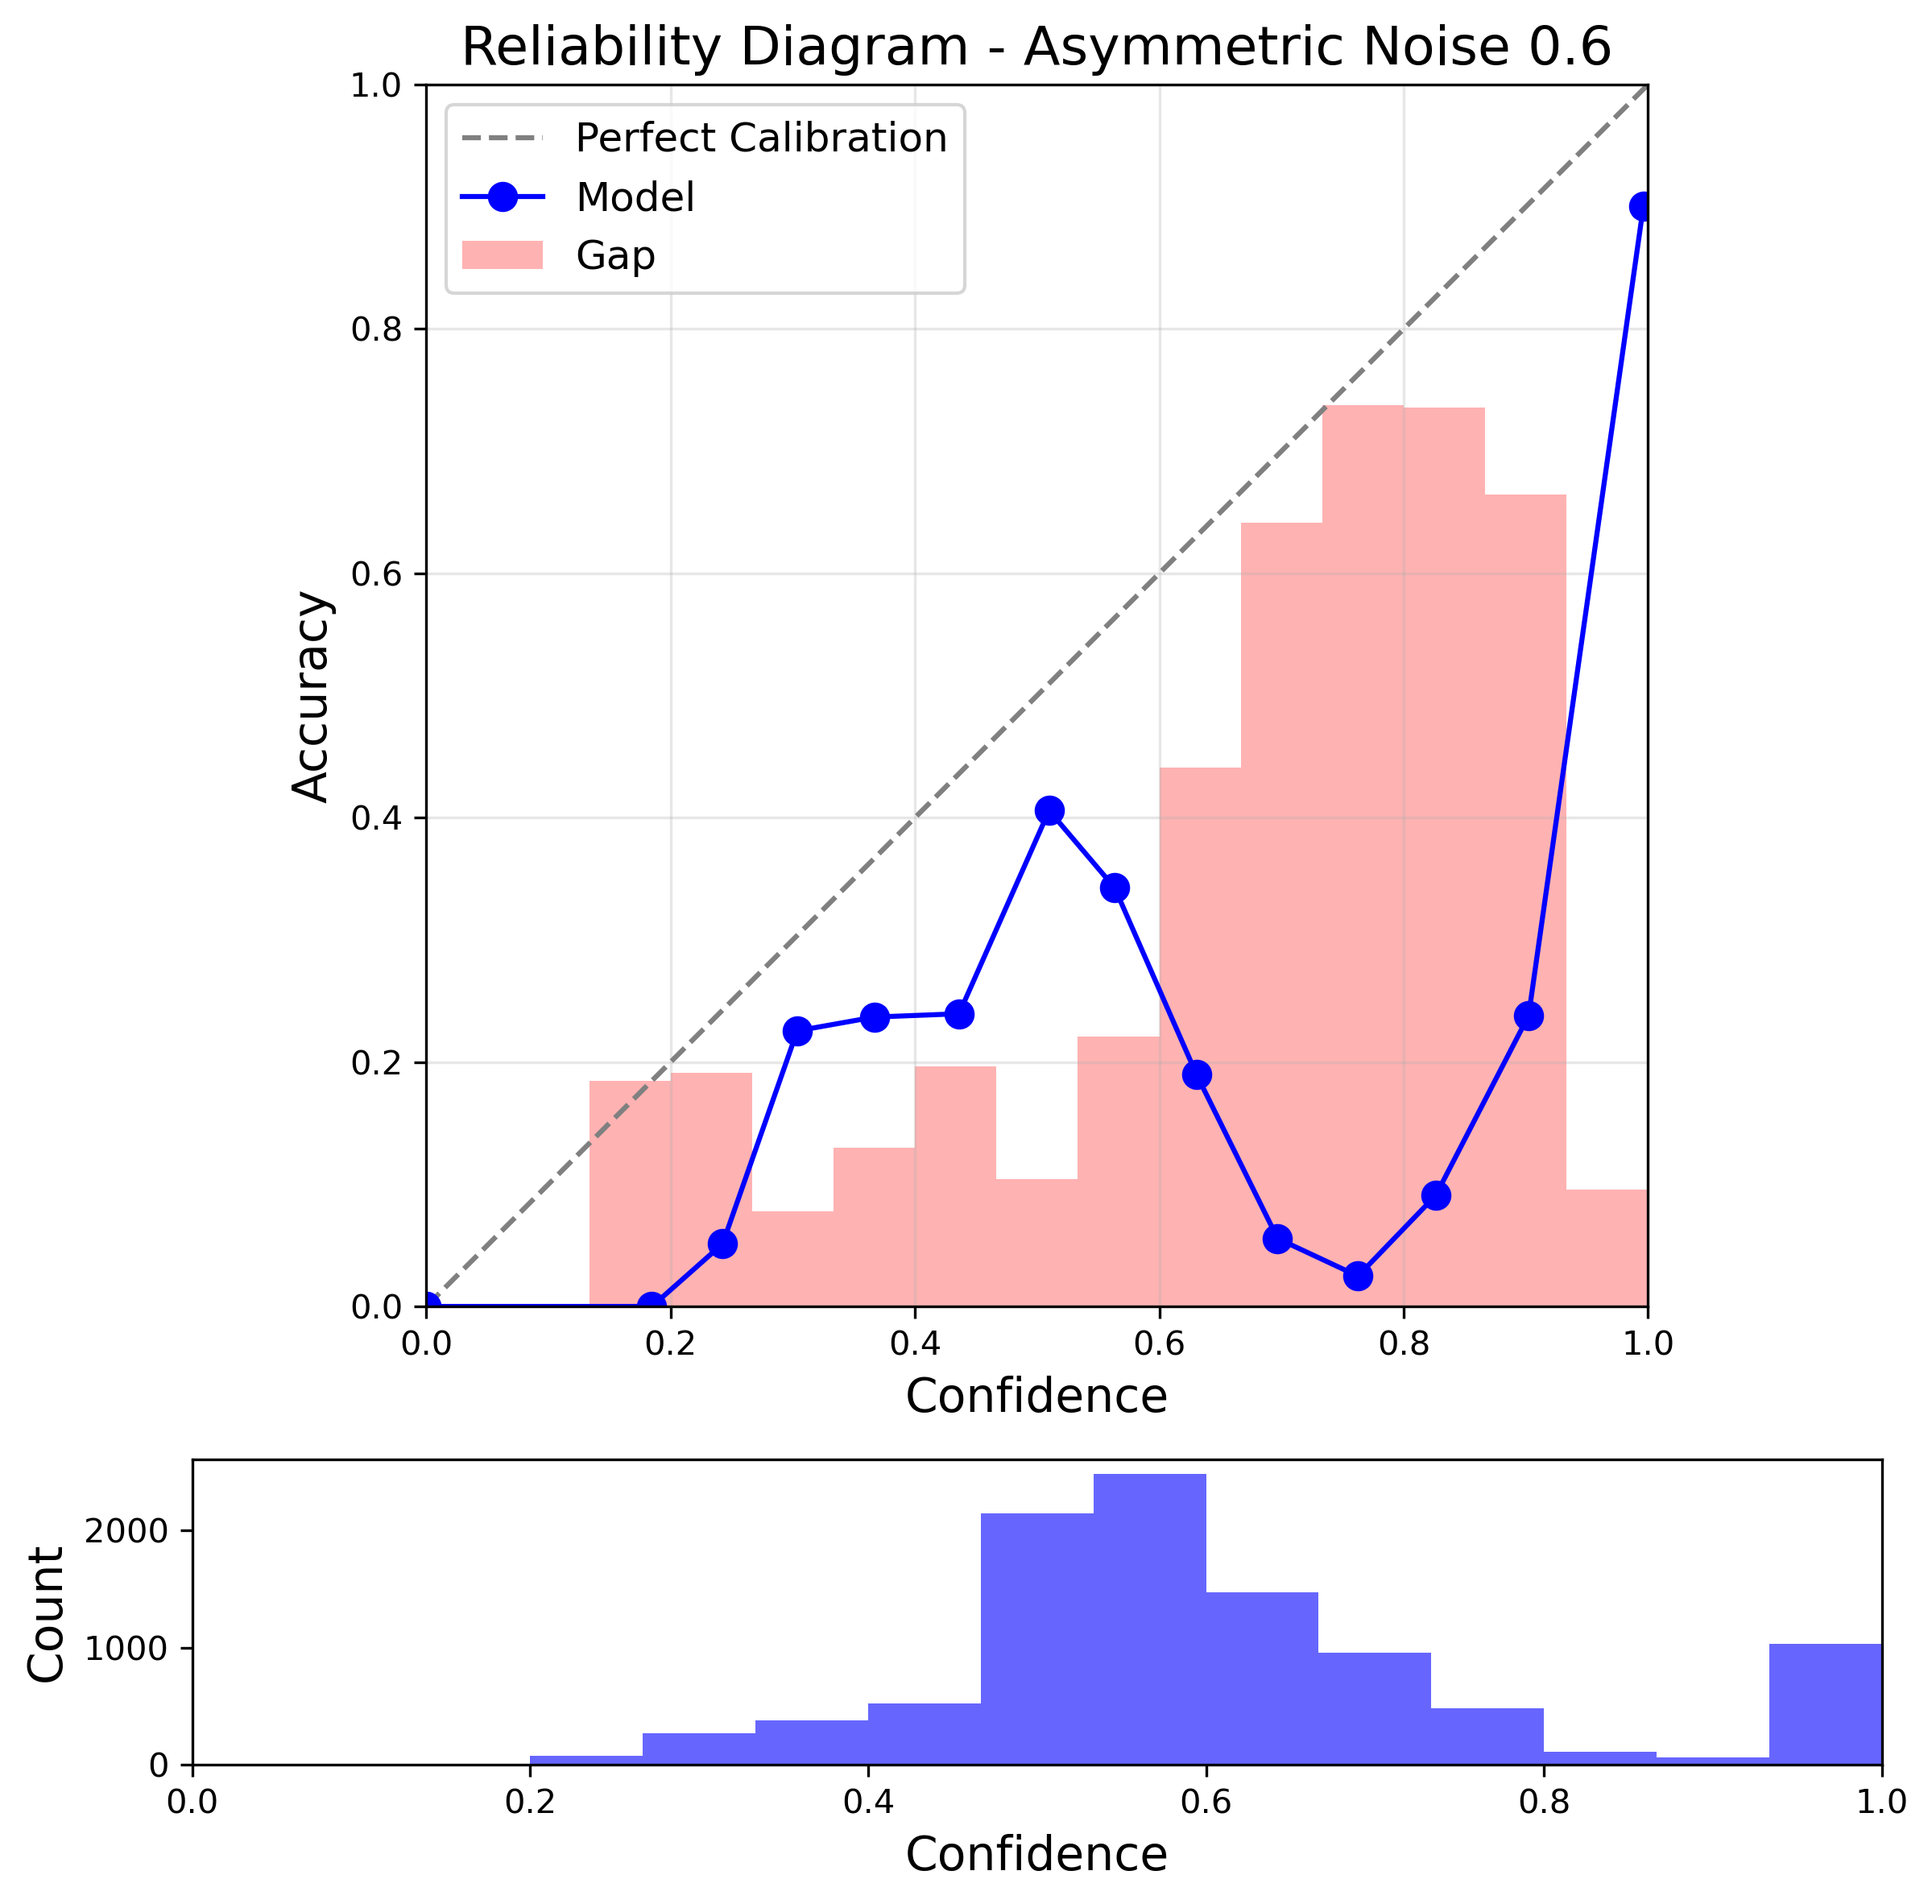 Reliability Diagram - Asymmetric Noise 0.6
1.0
0.8
0.6
0.4
0.2
0.0
Accuracy
Perfect Calibration
Model
Gap
0.0 0.2 0.4 0.6 0.8 1.0
Confidence
2000
1000
0
Count
0.0 0.2 0.4 0.6 0.8 1.0
Confidence